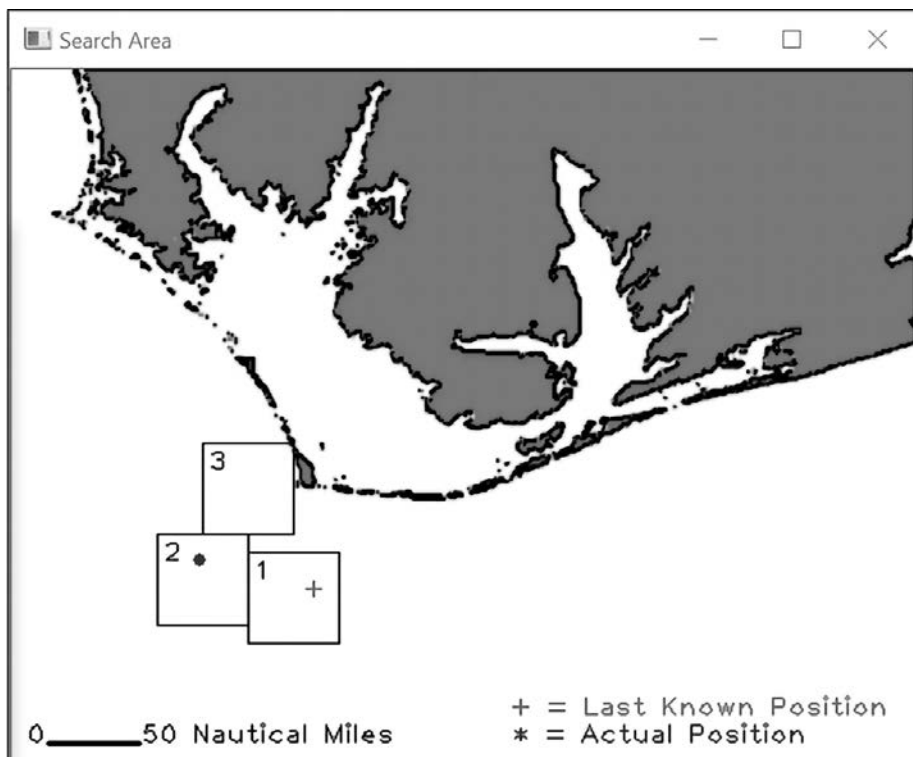 Search Area
3
2
1
+ = Last Known Position
0 50 Nautical Miles
* = Actual Position